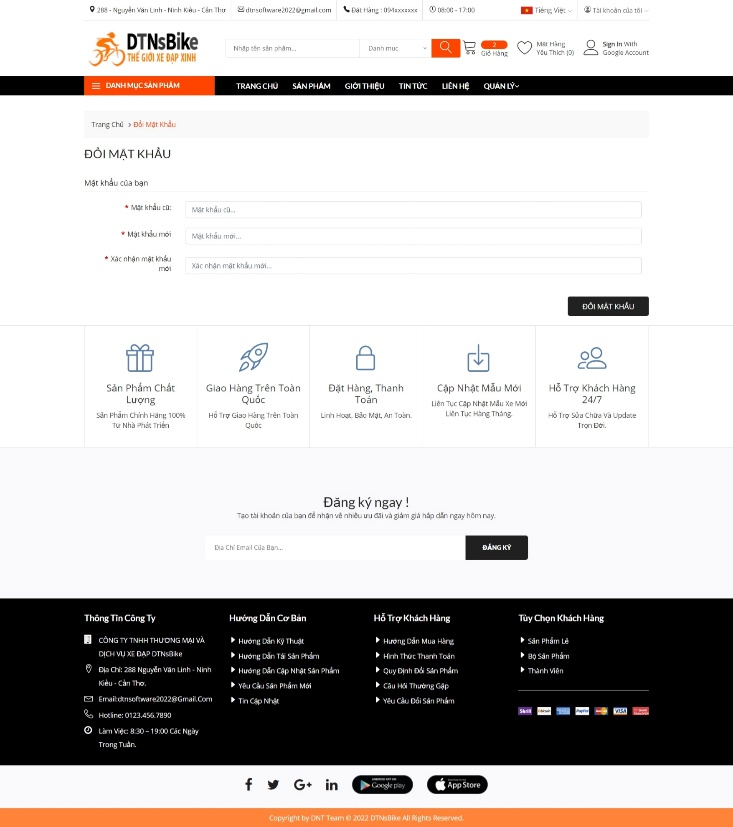 288 - Nguyễn Văn Linh - Ninh Kiều - Cần Thơ
dtnsoftware2022@gmail.com
Đặt Hàng : 094xxxxxxx
08:00 - 17:00
Tiếng Việt
Tài khoản của tôi
DTNsBike
THẾ GIỚI XE ĐẠP XINH
Nhập tên sản phẩm...
Danh mục
2
Giỏ Hàng
Mặt Hàng
Yêu Thích (0)
Sign In With
Google Account
DANH MỤC SẢN PHẨM
TRANG CHỦ
SẢN PHẨM
GIỚI THIỆU
TIN TỨC
LIÊN HỆ
QUẢN LÝ
Trang Chủ > Đổi Mật Khẩu
ĐỔI MẬT KHẨU
Mật khẩu của bạn
* Mật khẩu cũ:
Mật khẩu cũ...
* Mật khẩu mới
Mật khẩu mới...
* Xác nhận mật khẩu
mới
Xác nhận mật khẩu mới...
ĐỔI MẬT KHẨU
Sản Phẩm Chất
Lượng
Sản Phẩm Chính Hãng 100%
Từ Nhà Phát Triển
Giao Hàng Trên Toàn
Quốc
Hổ Trợ Giao Hàng Trên Toàn
Quốc
Đặt Hàng, Thanh
Toán
Linh Hoạt, Bảo Mật, An Toàn.
Cập Nhật Mẫu Mới
Liên Tục Cập Nhật Mẫu Xe Mới
Liên Tục Hàng Tháng.
Hỗ Trợ Khách Hàng
24/7
Hỗ Trợ Sửa Chữa Và Update
Trọn Đời.
Đăng ký ngay !
Tạo tài khoản của bạn để nhận về nhiều ưu đãi và giảm giá hấp dẫn ngay hôm nay.
Địa Chỉ Email Của Bạn...
ĐĂNG KÝ
Thông Tin Công Ty
CÔNG TY TNHH THƯƠNG MẠI VÀ
DỊCH VỤ XE ĐẠP DTNsBike
Địa Chỉ: 288 Nguyễn Văn Linh - Ninh
Kiều - Cần Thơ.
Email:dtnsoftware2022@Gmail.Com
Hotline: 0123.456.7890
Làm Việc: 8:30 – 19:00 Các Ngày
Trong Tuần.
Hướng Dẫn Cơ Bản
Hướng Dẫn Kỹ Thuật
Hướng Dẫn Tải Sản Phẩm
Hướng Dẫn Cập Nhật Sản Phẩm
Yêu Cầu Sản Phẩm Mới
Tin Cập Nhật
Hỗ Trợ Khách Hàng
Hướng Dẫn Mua Hàng
Hình Thức Thanh Toán
Quy Định Đổi Sản Phẩm
Câu Hỏi Thường Gặp
Yêu Cầu Đổi Sản Phẩm
Tùy Chọn Khách Hàng
Sản Phẩm Lẻ
Bộ Sản Phẩm
Thành Viên
Skrill
PayPal
VISA
Google play
App Store
Copyright by DNT Team © 2022 DTNsBike All Rights Reserved.